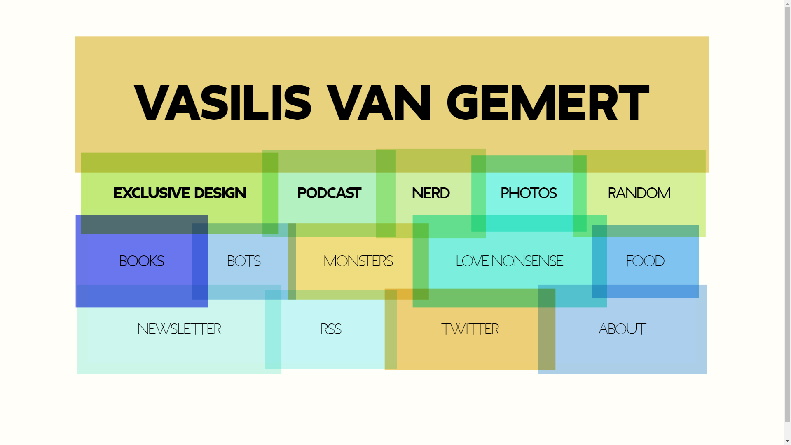 VASILIS VAN GEMERT
EXCLUSIVE DESIGN PODCAST NERD PHOTOS RANDOM
BOOKS BOTS MONSTERS LOVE NONSENSE FOOD
NEWSLETTER RSS TWITTER ABOUT